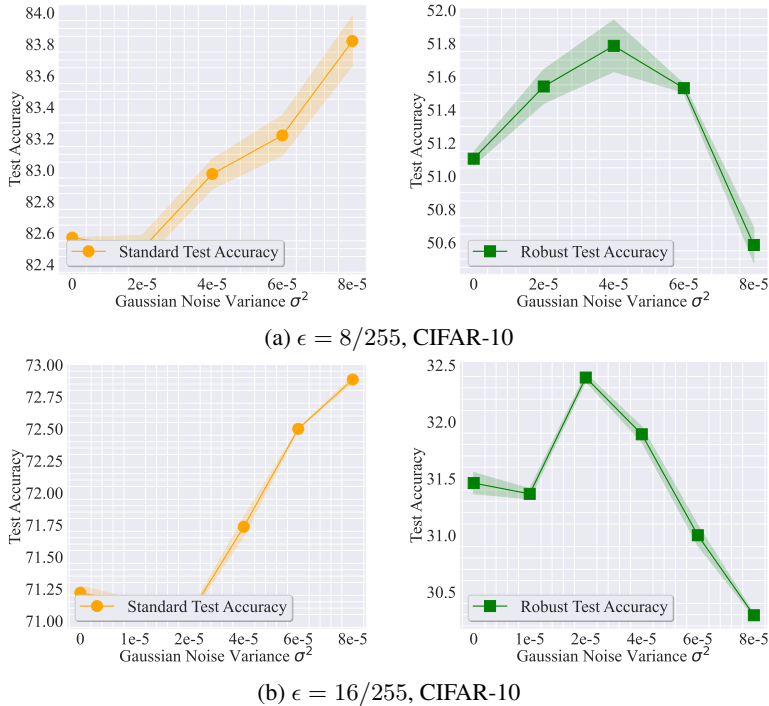 84.0
83.8
83.6
83.4
83.2
83.0
82.8
82.6
82.4
Test Accuracy
Standard Test Accuracy
0 2e-5 4e-5 6e-5 8e-5
Gaussian Noise Variance σ²
52.0
51.8
51.6
51.2
50.9
50.6
Test Accuracy
Robust Test Accuracy
0 2e-5 4e-5 6e-5 8e-5
Gaussian Noise Variance σ²
(a) ϵ = 8/255, CIFAR-10
73.00
72.75
72.50
72.00
71.75
71.50
71.25
71.00
Test Accuracy
Standard Test Accuracy
0 1e-5 2e-5 4e-5 6e-5 8e-5
Gaussian Noise Variance σ²
32.5
32.0
31.5
31.0
30.5
Test Accuracy
Robust Test Accuracy
0 1e-5 2e-5 4e-5 6e-5 8e-5
Gaussian Noise Variance σ²
(b) ϵ = 16/255, CIFAR-10